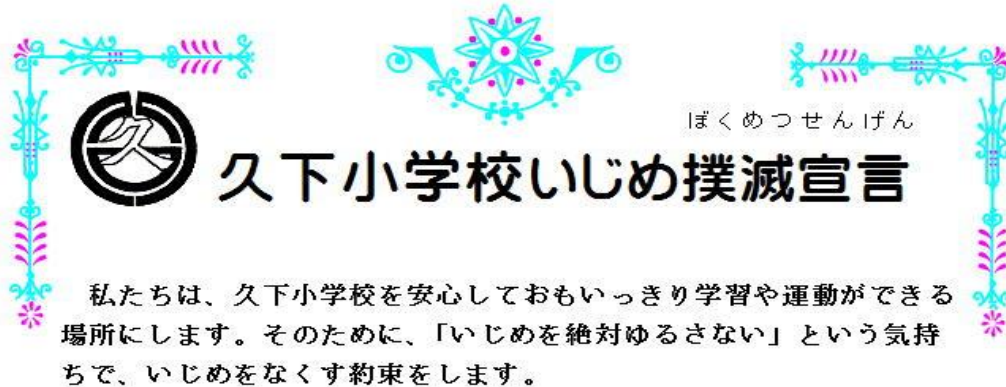 久
ぼくめつせんげん
久下小学校いじめ撲滅宣言
私たちは、久下小学校を安心しておもいっきり学習や運動ができる
場所にします。そのために、「いじめを絶対ゆるさない」という気持
ちで、いじめをなくす約束をします。